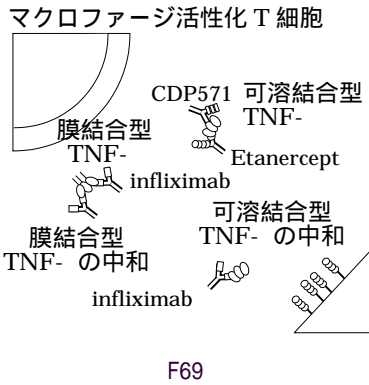 マクロファージ活性化 T 細胞
CDP571 可溶結合型
TNF-
膜結合型
TNF-
Etanercept
infliximab
可溶結合型
TNF- の中和
膜結合型
TNF- の中和
infliximab
F69